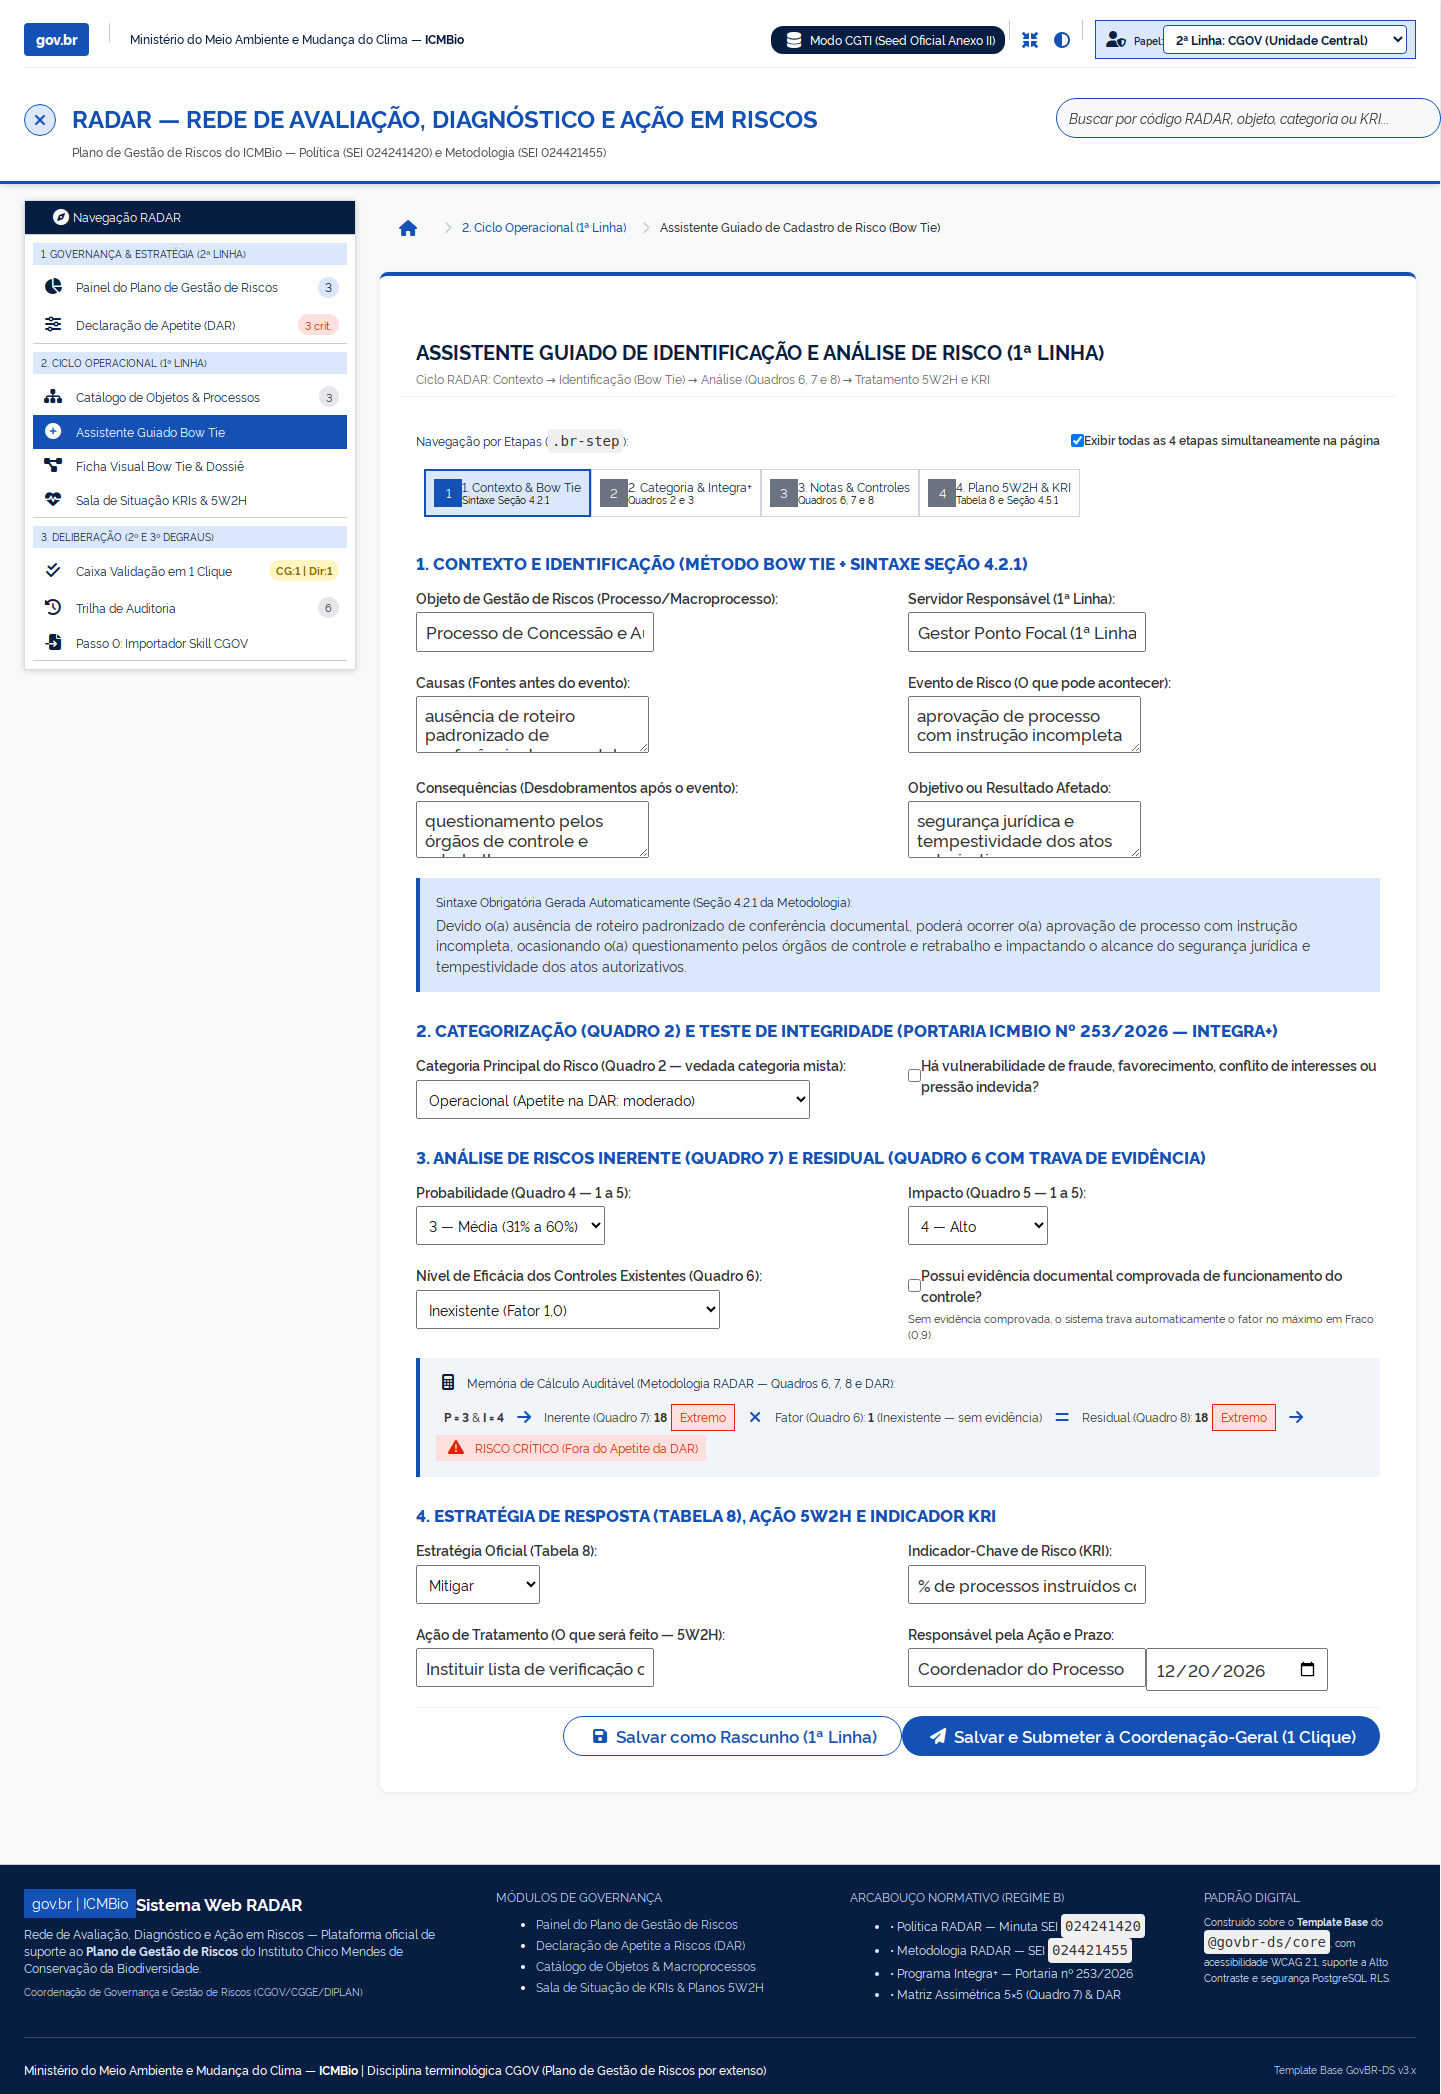 gov.br
Ministério do Meio Ambiente e Mudança do Clima — ICMBio
Modo CGTI (Seed Oficial Anexo II)
Papel:
2ª Linha: CGOV (Unidade Central)
RADAR — REDE DE AVALIAÇÃO, DIAGNÓSTICO E AÇÃO EM RISCOS
Plano de Gestão de Riscos do ICMBio — Política (SEI 024241420) e Metodologia (SEI 024421455)
Buscar por código RADAR, objeto, categoria ou KRI...
Navegação RADAR
1. GOVERNANÇA & ESTRATÉGIA (2ª LINHA)
Painel do Plano de Gestão de Riscos 3
Declaração de Apetite (DAR) 3 crit.
2. CICLO OPERACIONAL (1ª LINHA)
Catálogo de Objetos & Processos 3
Assistente Guiado Bow Tie
Ficha Visual Bow Tie & Dossiê
Sala de Situação KRIs & 5W2H
3. DELIBERAÇÃO (2º E 3º DEGRAUS)
Caixa Validação em 1 Clique CG:1 | Dir:1
Trilha de Auditoria 6
Passo 0: Importador Skill CGOV
2. Ciclo Operacional (1ª Linha)
Assistente Guiado de Cadastro de Risco (Bow Tie)
ASSISTENTE GUIADO DE IDENTIFICAÇÃO E ANÁLISE DE RISCO (1ª LINHA)
Ciclo RADAR: Contexto → Identificação (Bow Tie) → Análise (Quadros 6, 7 e 8) → Tratamento 5W2H e KRI
Navegação por Etapas ( .br-step ):
Exibir todas as 4 etapas simultaneamente na página
1 1. Contexto & Bow Tie
Sintaxe Seção 4.2.1
2 2. Categoria & Integra+
Quadros 2 e 3
3 3. Notas & Controles
Quadros 6, 7 e 8
4 4. Plano 5W2H & KRI
Tabela 8 e Seção 4.5.1
1. CONTEXTO E IDENTIFICAÇÃO (MÉTODO BOW TIE + SINTAXE SEÇÃO 4.2.1)
Objeto de Gestão de Riscos (Processo/Macroprocesso):
Processo de Concessão e Au
Servidor Responsável (1ª Linha):
Gestor Ponto Focal (1ª Linha
Causas (Fontes antes do evento):
ausência de roteiro
padronizado de
Evento de Risco (O que pode acontecer):
aprovação de processo
com instrução incompleta
Consequências (Desdobramentos após o evento):
questionamento pelos
órgãos de controle e
Objetivo ou Resultado Afetado:
segurança jurídica e
tempestividade dos atos
Sintaxe Obrigatória Gerada Automaticamente (Seção 4.2.1 da Metodologia):
Devido o(a) ausência de roteiro padronizado de conferência documental, poderá ocorrer o(a) aprovação de processo com instrução
incompleta, ocasionando o(a) questionamento pelos órgãos de controle e retrabalho e impactando o alcance do segurança jurídica e
tempestividade dos atos autorizativos.
2. CATEGORIZAÇÃO (QUADRO 2) E TESTE DE INTEGRIDADE (PORTARIA ICMBIO Nº 253/2026 — INTEGRA+)
Categoria Principal do Risco (Quadro 2 — vedada categoria mista):
Operacional (Apetite na DAR: moderado)
Há vulnerabilidade de fraude, favorecimento, conflito de interesses ou
pressão indevida?
3. ANÁLISE DE RISCOS INERENTE (QUADRO 7) E RESIDUAL (QUADRO 6 COM TRAVA DE EVIDÊNCIA)
Probabilidade (Quadro 4 — 1 a 5):
3 — Média (31% a 60%)
Impacto (Quadro 5 — 1 a 5):
4 — Alto
Nível de Eficácia dos Controles Existentes (Quadro 6):
Inexistente (Fator 1,0)
Possui evidência documental comprovada de funcionamento do
controle?
Sem evidência comprovada, o sistema trava automaticamente o fator no máximo em Fraco
(0,9).
Memória de Cálculo Auditável (Metodologia RADAR — Quadros 6, 7, 8 e DAR):
P = 3 & I = 4 → Inerente (Quadro 7): 18 Extremo × Fator (Quadro 6): 1 (Inexistente — sem evidência) = Residual (Quadro 8): 18 Extremo →
RISCO CRÍTICO (Fora do Apetite da DAR)
4. ESTRATÉGIA DE RESPOSTA (TABELA 8), AÇÃO 5W2H E INDICADOR KRI
Estratégia Oficial (Tabela 8):
Mitigar
Indicador-Chave de Risco (KRI):
% de processos instruídos co
Ação de Tratamento (O que será feito — 5W2H):
Instituir lista de verificação c
Responsável pela Ação e Prazo:
Coordenador do Processo 12/20/2026
Salvar como Rascunho (1ª Linha)
Salvar e Submeter à Coordenação-Geral (1 Clique)
gov.br | ICMBio Sistema Web RADAR
Rede de Avaliação, Diagnóstico e Ação em Riscos — Plataforma oficial de
suporte ao Plano de Gestão de Riscos do Instituto Chico Mendes de
Conservação da Biodiversidade.
Coordenação de Governança e Gestão de Riscos (CGOV/CGGE/DIPLAN)
MÓDULOS DE GOVERNANÇA
• Painel do Plano de Gestão de Riscos
• Declaração de Apetite a Riscos (DAR)
• Catálogo de Objetos & Macroprocessos
• Sala de Situação de KRIs & Planos 5W2H
ARCABOUÇO NORMATIVO (REGIME B)
• • Política RADAR — Minuta SEI 024241420
• • Metodologia RADAR — SEI 024421455
• • Programa Integra+ — Portaria nº 253/2026
• • Matriz Assimétrica 5×5 (Quadro 7) & DAR
PADRÃO DIGITAL
Construído sobre o Template Base do
@govbr-ds/core, com
acessibilidade WCAG 2.1, suporte a Alto
Contraste e segurança PostgreSQL RLS.
Ministério do Meio Ambiente e Mudança do Clima — ICMBio | Disciplina terminológica CGOV (Plano de Gestão de Riscos por extenso)
Template Base GovBR-DS v3.x